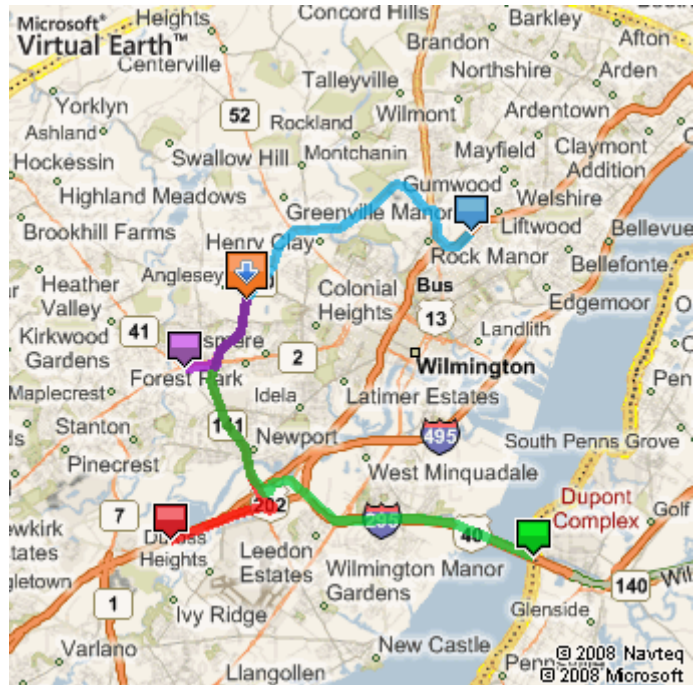 Microsoft®
Virtual Earth™
Heights
Concord Hills
Barkley
Afton
Brandon
Centerville
Northshire
Arden
Talleyville
Yorklyn
52
Wilmont
Ardentown
Ashland
Rockland
Claymont
Addition
Swallow Hill
Montchanin
Mayfield
Hockessin
Gumwood
Highland Meadows
Welshire
Greenville Manor
Liftwood
Brookhill Farms
Henry Clay
Bellevue
Rock Manor
Bellefonte
Anglesey
Heather
Valley
Bus
Edgemoor
Colonial
Heights
41
13
Landlith
Kirkwood
Gardens
2
Wilmington
Forest Park
Maplecrest
Idela
Latimer Estates
Stanton
141
Newport
495
South Penns Grove
Pinecrest
West Minquadale
Dupont
Complex
202
7
Golf
40
Heights
Leedon
Estates
Wilmington Manor
Gardens
140
1
Ivy Ridge
Glenside
Varlano
New Castle
Llangollen
© 2008 Navteq
© 2008 Microsoft